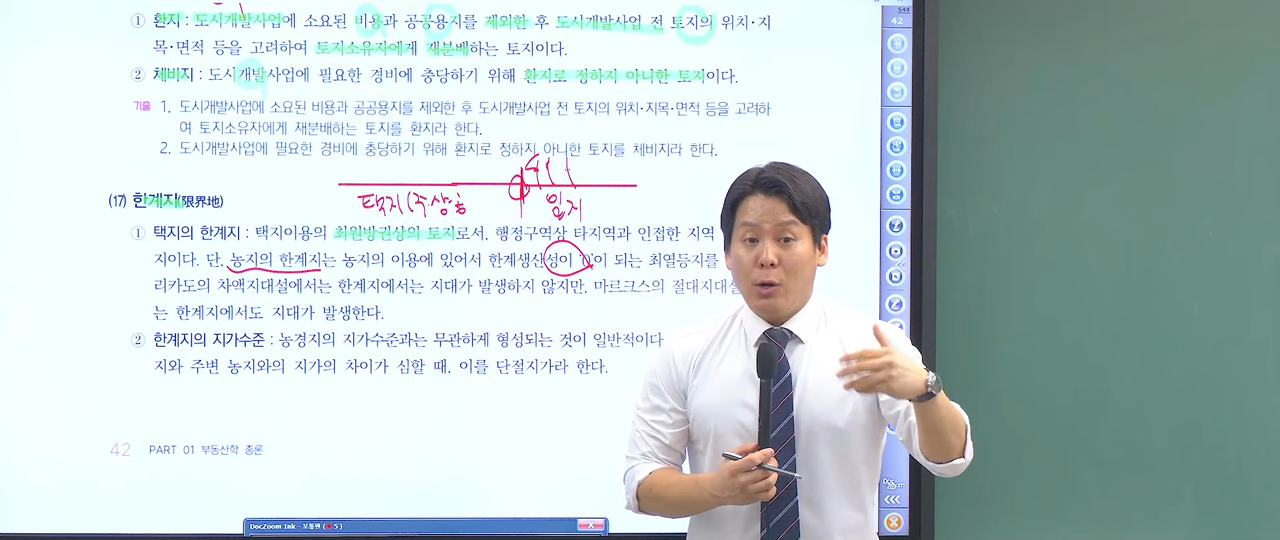 ① 환지 : 도시개발사업에 소요된 비용과 공공용지를 제외한 후 도시개발사업 전 토지의 위치·지
목·면적 등을 고려하여 토지소유자에게 재분배하는 토지이다.
② 체비지 : 도시개발사업에 필요한 경비에 충당하기 위해 환지로 정하지 아니한 토지이다.
기출 1. 도시개발사업에 소요된 비용과 공공용지를 제외한 후 도시개발사업 전 토지의 위치·지목·면적 등을 고려하
여 토지소유자에게 재분배하는 토지를 환지라 한다.
2. 도시개발사업에 필요한 경비에 충당하기 위해 환지로 정하지 아니한 토지를 체비지라 한다.
택지(주·상·공 임지
(17) 한계지(限界地)
① 택지의 한계지 : 택지이용의 최원방권상의 토지로서, 행정구역상 타지역과 인접한 지역
지이다. 단, 농지의 한계지는 농지의 이용에 있어서 한계생산성이 '0'이 되는 최열등지를
리카도의 차액지대설에서는 한계지에서는 지대가 발생하지 않지만, 마르크스의 절대지대설
는 한계지에서도 지대가 발생한다.
② 한계지의 지가수준 : 농경지의 지가수준과는 무관하게 형성되는 것이 일반적이다
지와 주변 농지와의 지가의 차이가 심할 때, 이를 단절지가라 한다.
42 PART 01 부동산학 총론
DocZoom Ink - 보통펜 ( 5 )
42
DocZoom